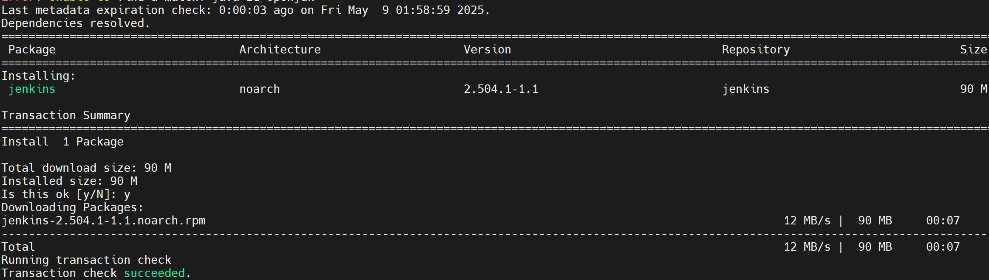 Last metadata expiration check: 0:00:03 ago on Fri May  9 01:58:59 2025.
Dependencies resolved.
================================================================================
 Package                    Architecture              Version                         Repository                    Size
================================================================================
Installing:
 jenkins                    noarch                    2.504.1-1.1                     jenkins                       90 M

Transaction Summary
================================================================================
Install  1 Package

Total download size: 90 M
Installed size: 90 M
Is this ok [y/N]: y
Downloading Packages:
jenkins-2.504.1-1.1.noarch.rpm                                                   12 MB/s |  90 MB     00:07
--------------------------------------------------------------------------------
Total                                                                            12 MB/s |  90 MB     00:07
Running transaction check
Transaction check succeeded.